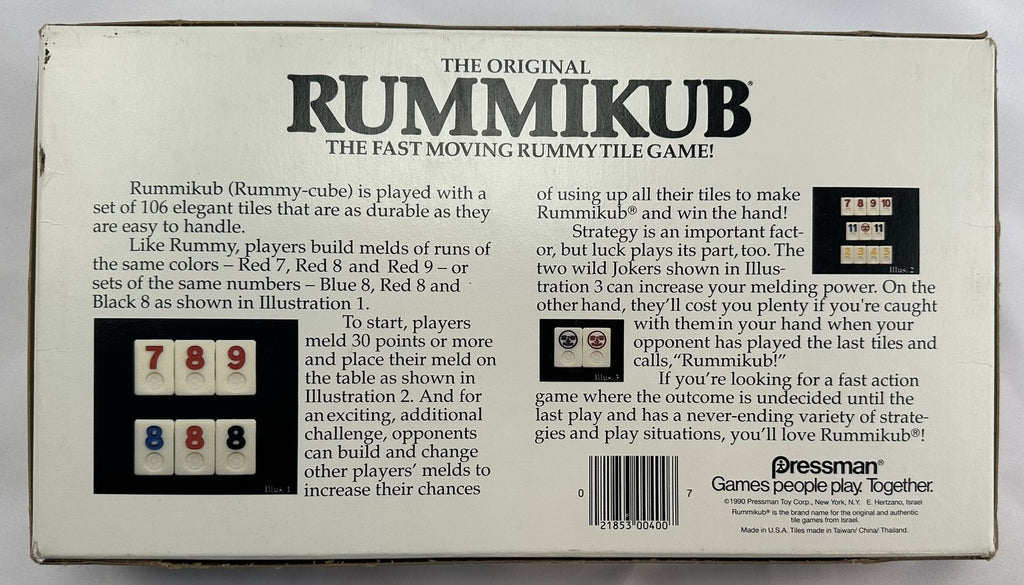 THE ORIGINAL
RUMMIKUB®
THE FAST MOVING RUMMY TILE GAME!
Rummikub (Rummy-cube) is played with a
set of 106 elegant tiles that are as durable as they
are easy to handle.
Like Rummy, players build melds of runs of
the same colors – Red 7, Red 8 and Red 9 – or
sets of the same numbers – Blue 8, Red 8 and
Black 8 as shown in Illustration 1.
7 8 9
8 8 8
Illus. 1
To start, players
meld 30 points or more
and place their meld on
the table as shown in
Illustration 2. And for
an exciting, additional
challenge, opponents
can build and change
other players' melds to
increase their chances
of using up all their tiles to make
Rummikub® and win the hand!
7 8 9 10
11 11
2 3 4 5
Illus. 2
Strategy is an important fact-
or, but luck plays its part, too. The
two wild Jokers shown in Illus-
tration 3 can increase your melding power. On the
other hand, they'll cost you plenty if you're caught
Illus. 3
with them in your hand when your
opponent has played the last tiles and
calls, "Rummikub!"
If you're looking for a fast action
game where the outcome is undecided until the
last play and has a never-ending variety of strate-
gies and play situations, you'll love Rummikub®!
0 21853 00400 7
Pressman®
Games people play. Together.
©1990 Pressman Toy Corp., New York, N.Y. E. Hertzano, Israel
Rummikub® is the brand name for the original and authentic
tile games from Israel.
Made in U.S.A. Tiles made in Taiwan/ China/ Thailand.